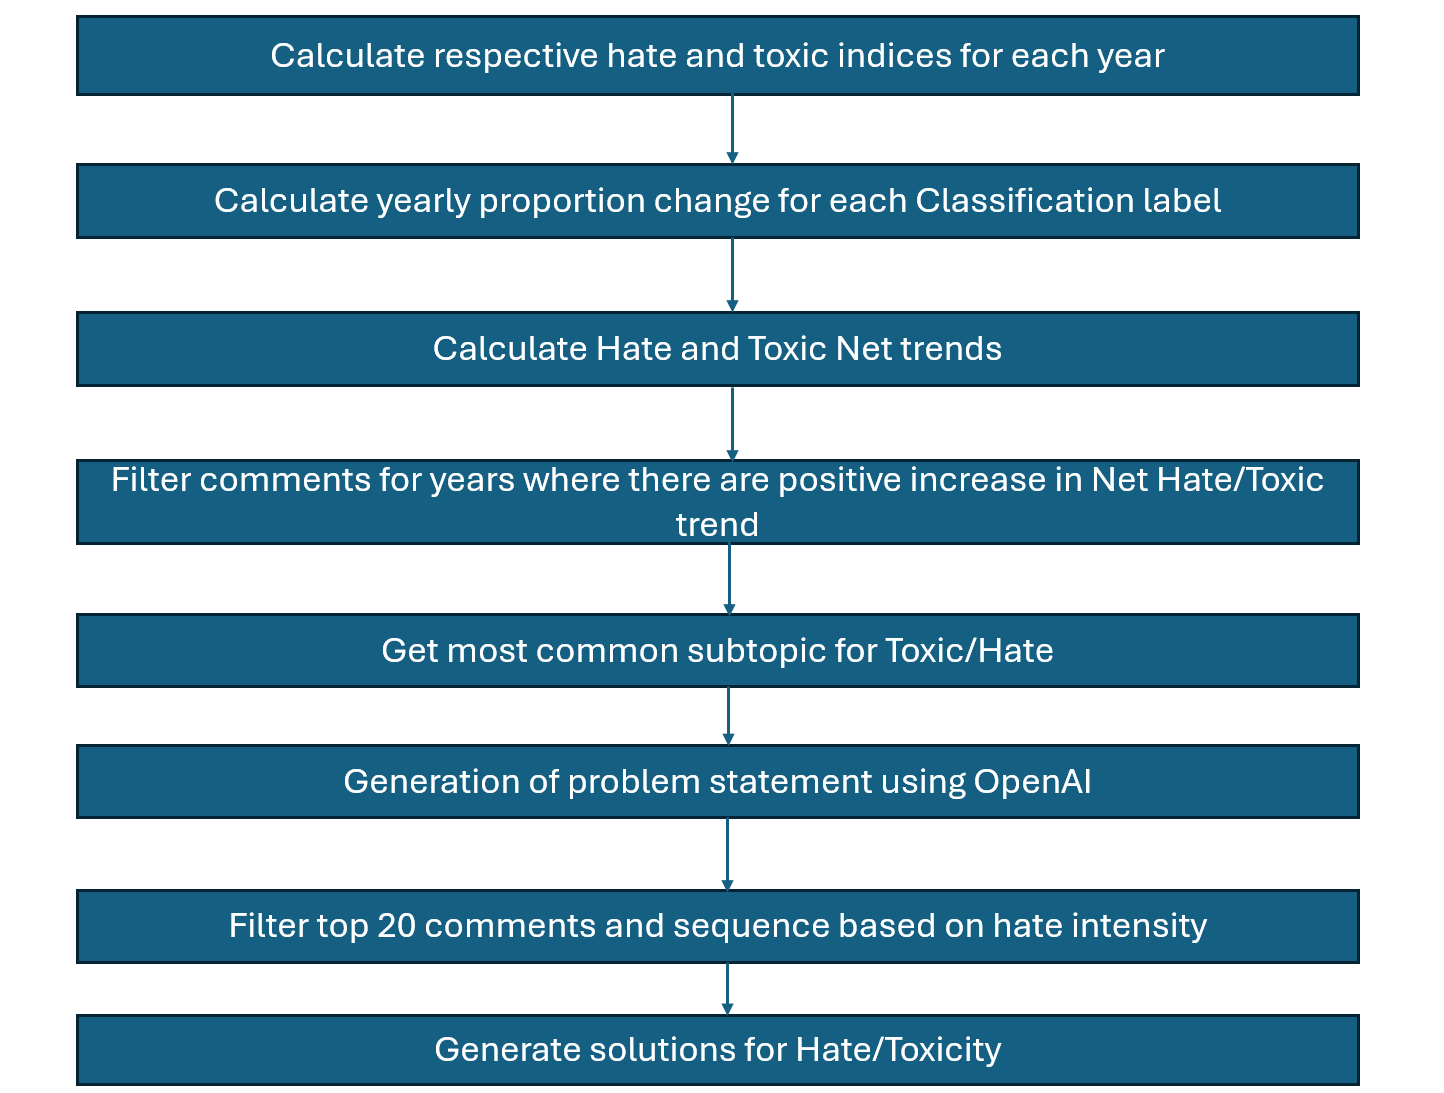 Calculate respective hate and toxic indices for each year
Calculate yearly proportion change for each Classification label
Calculate Hate and Toxic Net trends
Filter comments for years where there are positive increase in Net Hate/Toxic
trend
Get most common subtopic for Toxic/Hate
Generation of problem statement using OpenAI
Filter top 20 comments and sequence based on hate intensity
Generate solutions for Hate/Toxicity